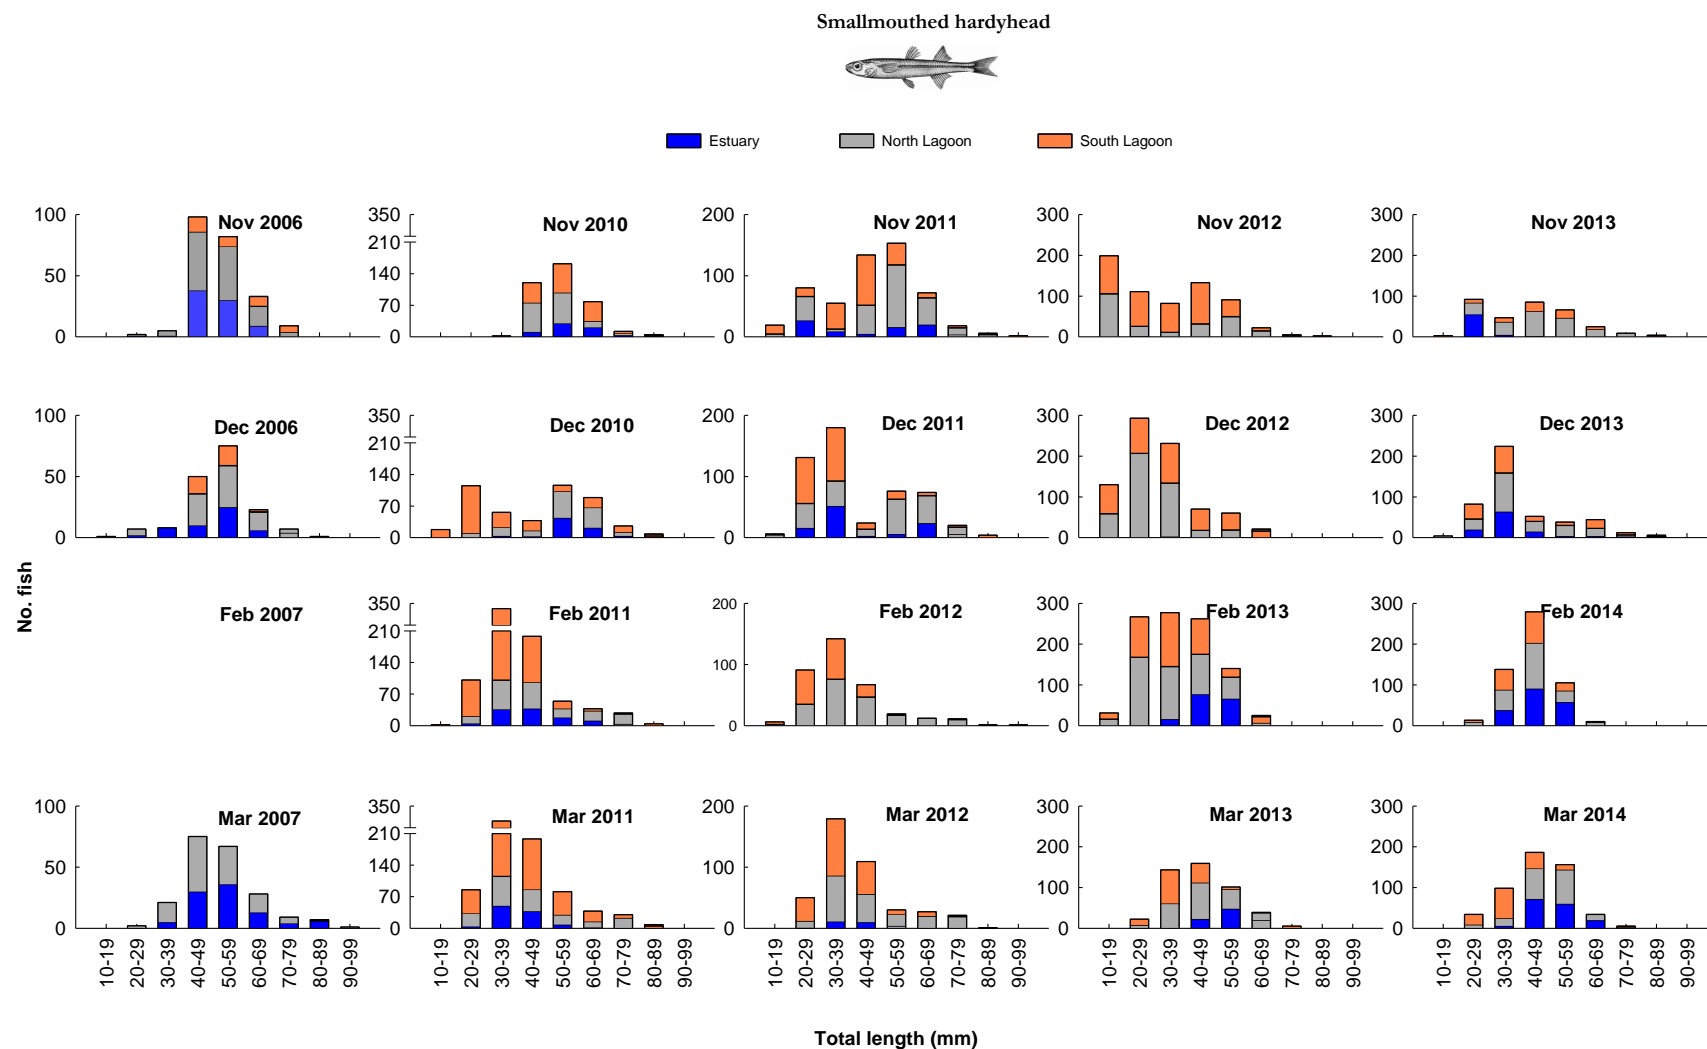 Smallmouthed hardyhead
Estuary North Lagoon South Lagoon
100 50 0 Nov 2006
350 210 140 70 0 Nov 2010
200 100 0 Nov 2011
300 200 100 0 Nov 2012
300 200 100 0 Nov 2013
100 50 0 Dec 2006
350 210 140 70 0 Dec 2010
200 100 0 Dec 2011
300 200 100 0 Dec 2012
300 200 100 0 Dec 2013
No. fish
Feb 2007
350 210 140 70 0 Feb 2011
200 100 0 Feb 2012
300 200 100 0 Feb 2013
300 200 100 0 Feb 2014
100 50 0 Mar 2007
350 210 140 70 0 Mar 2011
200 100 0 Mar 2012
300 200 100 0 Mar 2013
300 200 100 0 Mar 2014
10-19 20-29 30-39 40-49 50-59 60-69 70-79 80-89 90-99
10-19 20-29 30-39 40-49 50-59 60-69 70-79 80-89 90-99
10-19 20-29 30-39 40-49 50-59 60-69 70-79 80-89 90-99
10-19 20-29 30-39 40-49 50-59 60-69 70-79 80-89 90-99
10-19 20-29 30-39 40-49 50-59 60-69 70-79 80-89 90-99
Total length (mm)